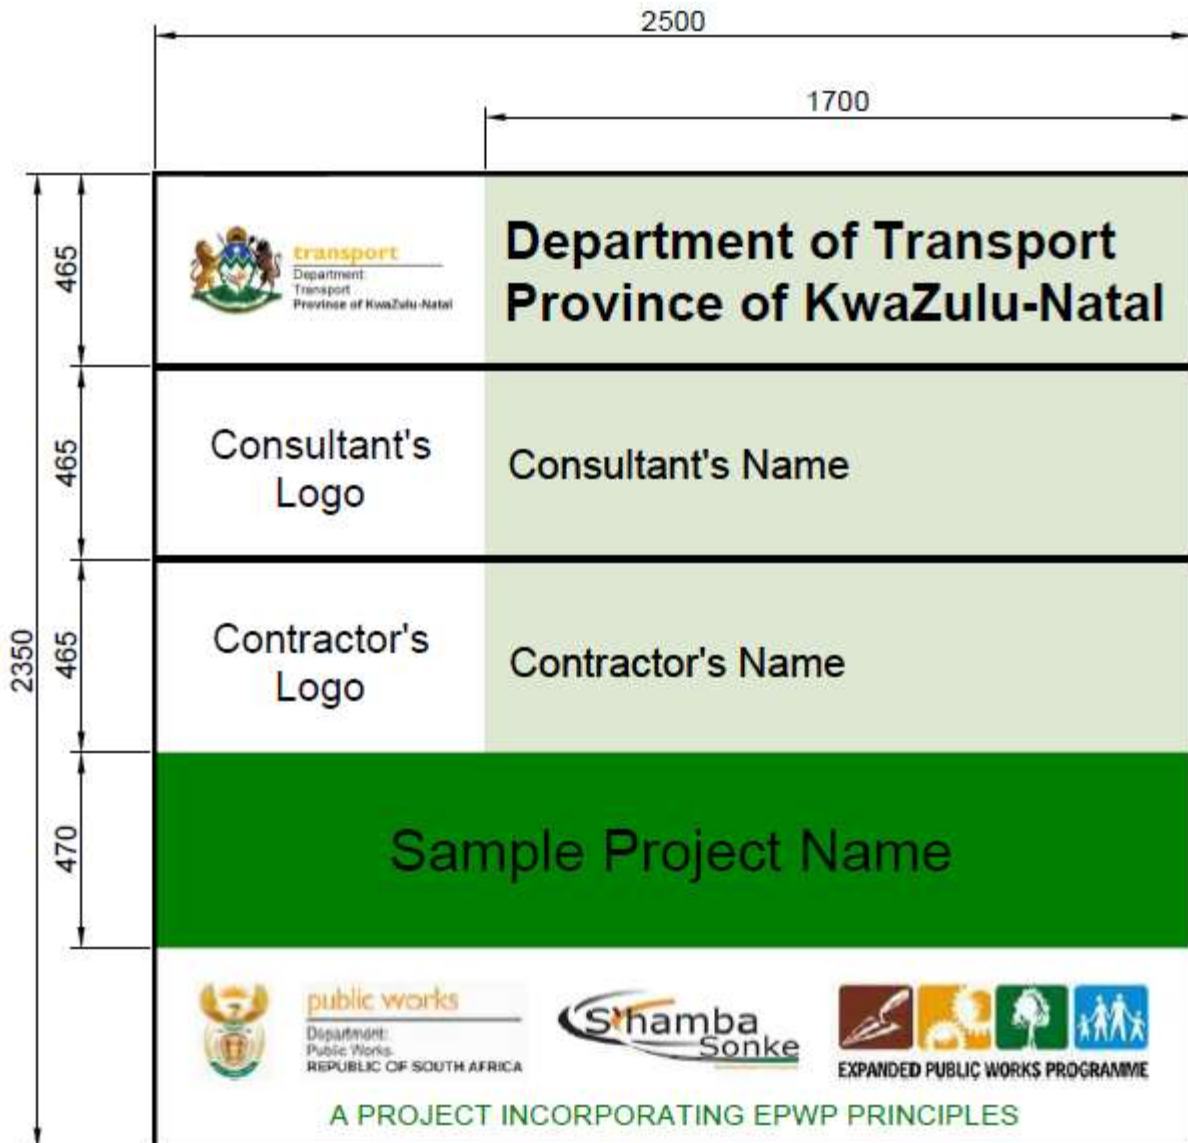 2500
1700
465
transport
Department:
Transport
Province of KwaZulu-Natal
Department of Transport
Province of KwaZulu-Natal
465
Consultant's
Logo
Consultant's Name
2350
465
Contractor's
Logo
Contractor's Name
470
Sample Project Name
public works
Department:
Public Works
REPUBLIC OF SOUTH AFRICA
S'hamba
Sonke
EXPANDED PUBLIC WORKS PROGRAMME
A PROJECT INCORPORATING EPWP PRINCIPLES